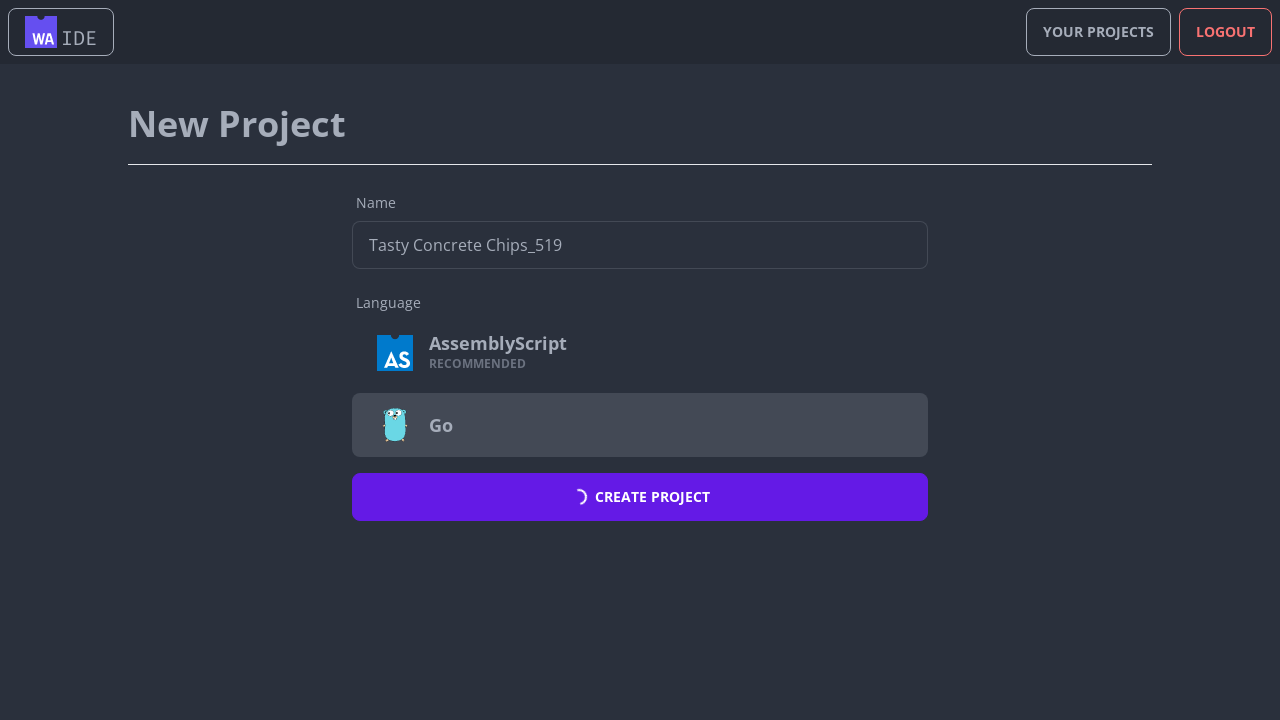 WA IDE
YOUR PROJECTS
LOGOUT
New Project
Name
Tasty Concrete Chips_519
Language
AS
AssemblyScript
RECOMMENDED
Go
CREATE PROJECT